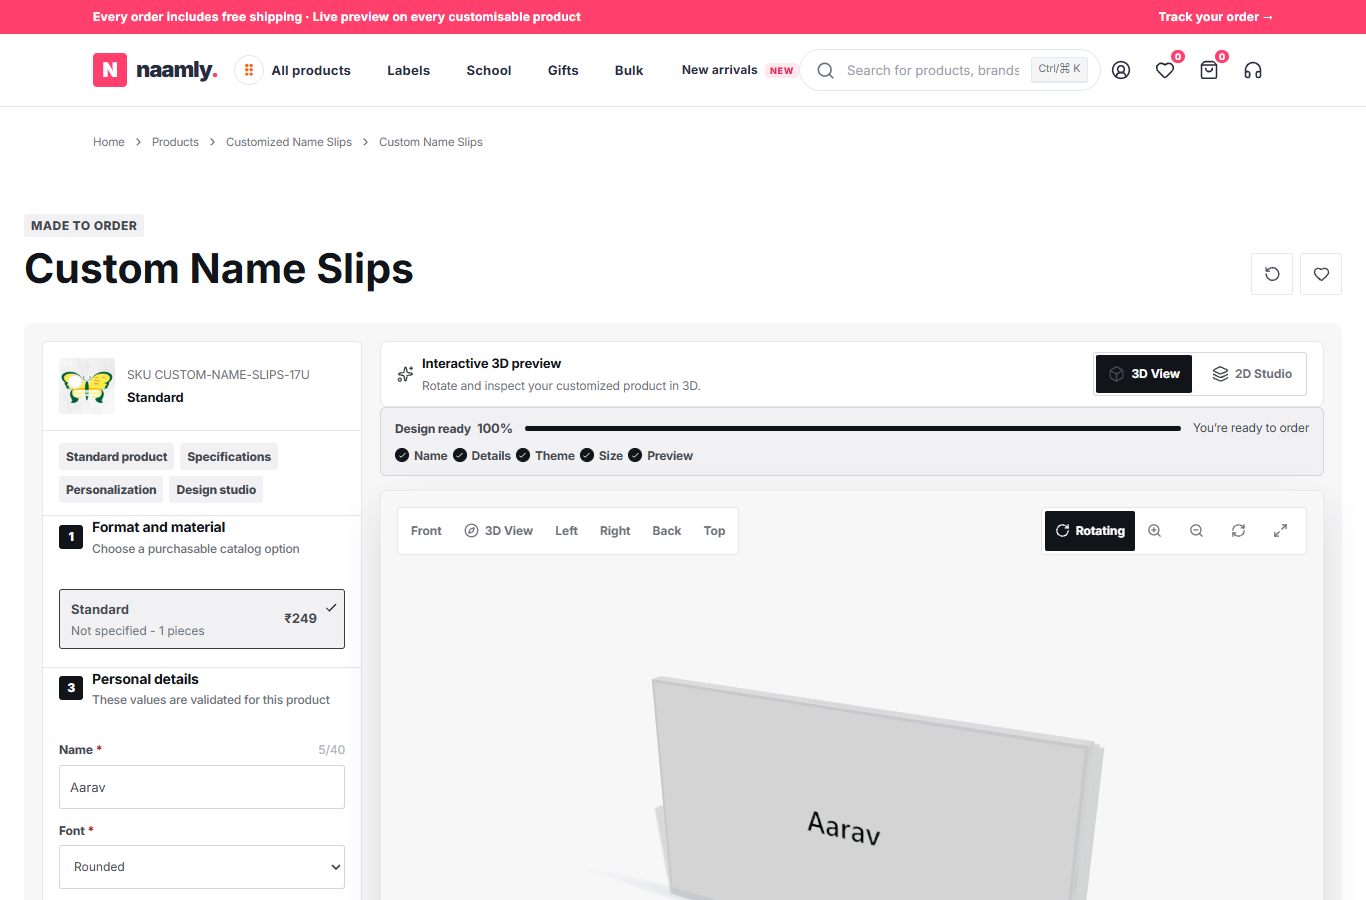 Every order includes free shipping · Live preview on every customisable product
Track your order →
N naamly.
All products
Labels
School
Gifts
Bulk
New arrivals NEW
Search for products, brands
Ctrl/⌘ K
0
0
Home > Products > Customized Name Slips > Custom Name Slips
MADE TO ORDER
Custom Name Slips
SKU CUSTOM-NAME-SLIPS-17U
Standard
Standard product
Specifications
Personalization
Design studio
1 Format and material
Choose a purchasable catalog option
Standard
Not specified - 1 pieces
₹249
3 Personal details
These values are validated for this product
Name *
5/40
Aarav
Font *
Rounded
Interactive 3D preview
Rotate and inspect your customized product in 3D.
3D View
2D Studio
Design ready 100%
You're ready to order
Name Details Theme Size Preview
Front
3D View
Left
Right
Back
Top
Rotating
Aarav